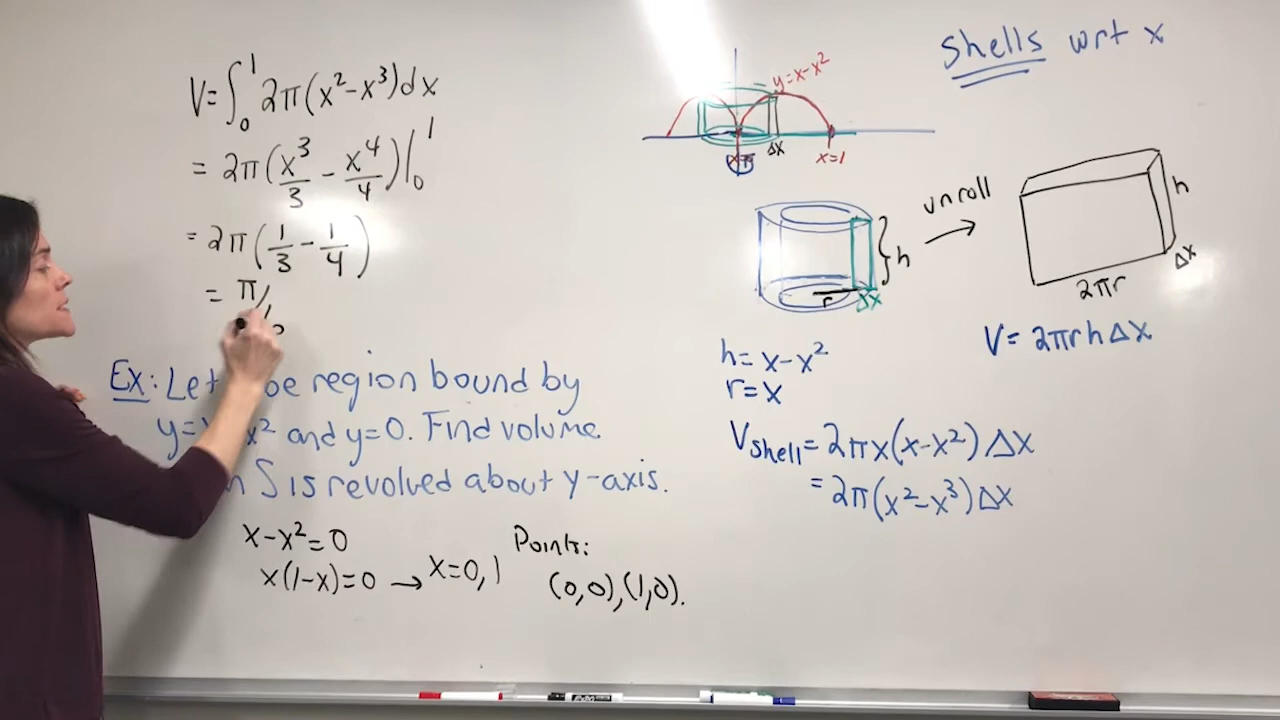 Shells wrt x
V=∫₀¹ 2π(x²-x³)dx
= 2π(x³/3 - x⁴/4)|₀¹
= 2π(1/3 - 1/4)
= π/
Ex: Let be region bound by
y= x² and y=0. Find volume
S is revolved about y-axis.
x-x²=0
x(1-x)=0 → x=0,1
Points:
(0,0),(1,0).
y=x-x²
Δx
x=1
h
r
Δx
unroll
h
Δx
2πr
V= 2πrhΔx
h= x-x²
r=x
Vshell=2πx(x-x²)Δx
=2π(x²-x³)Δx